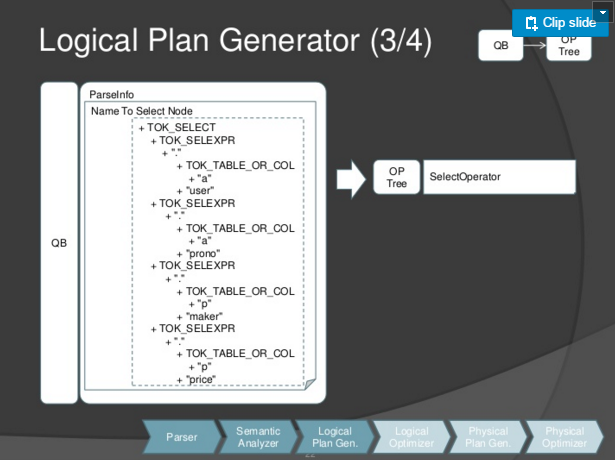 Logical Plan Generator (3/4)
Clip slide
QB
OP
Tree
ParseInfo
Name To Select Node
+ TOK_SELECT
+ TOK_SELEXPR
+ "."
+ TOK_TABLE_OR_COL
+ "a"
+ "user"
+ TOK_SELEXPR
+ "."
+ TOK_TABLE_OR_COL
+ "a"
+ "prono"
+ TOK_SELEXPR
+ "."
+ TOK_TABLE_OR_COL
+ "p"
+ "maker"
+ TOK_SELEXPR
+ "."
+ TOK_TABLE_OR_COL
+ "p"
+ "price"
QB
OP
Tree
SelectOperator
Parser
Semantic
Analyzer
Logical
Plan Gen.
Logical
Optimizer
Physical
Plan Gen.
Physical
Optimizer